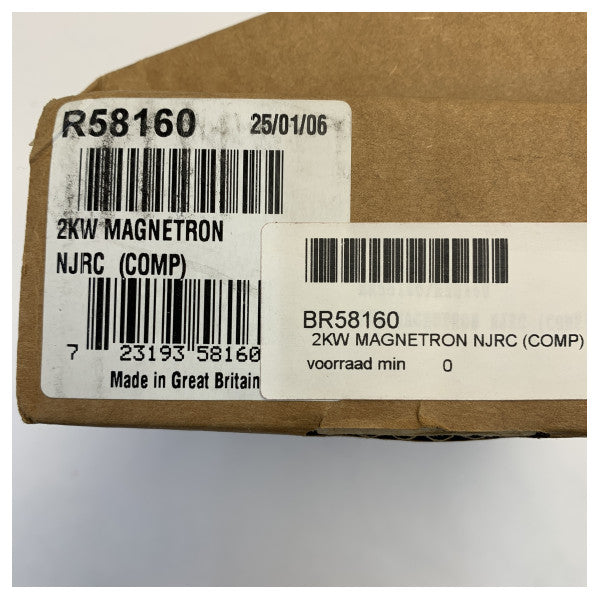 R58160 25/01/06
2KW MAGNETRON
NJRC (COMP)
7 23193 58160
Made in Great Britain
BR58160
2KW MAGNETRON NJRC (COMP)
voorraad min 0